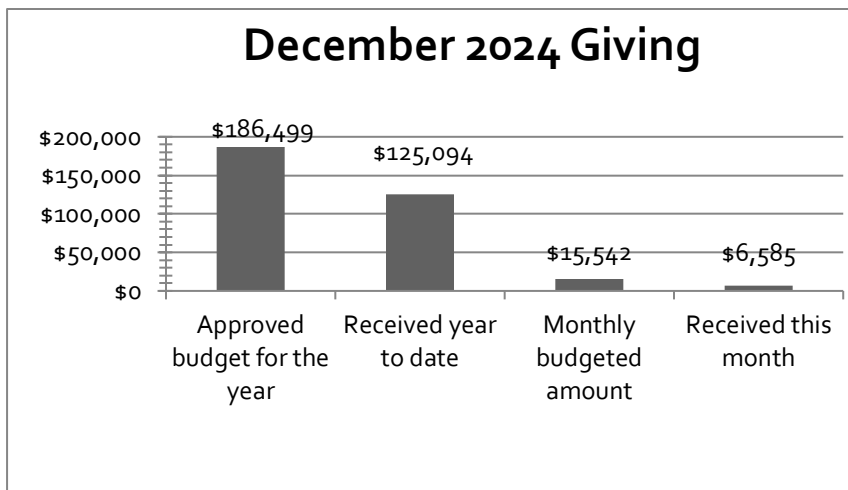 December 2024 Giving
$200,000
$150,000
$100,000
$50,000
$0
$186,499
$125,094
$15,542
$6,585
Approved
budget for the
year
Received year
to date
Monthly
budgeted
amount
Received this
month